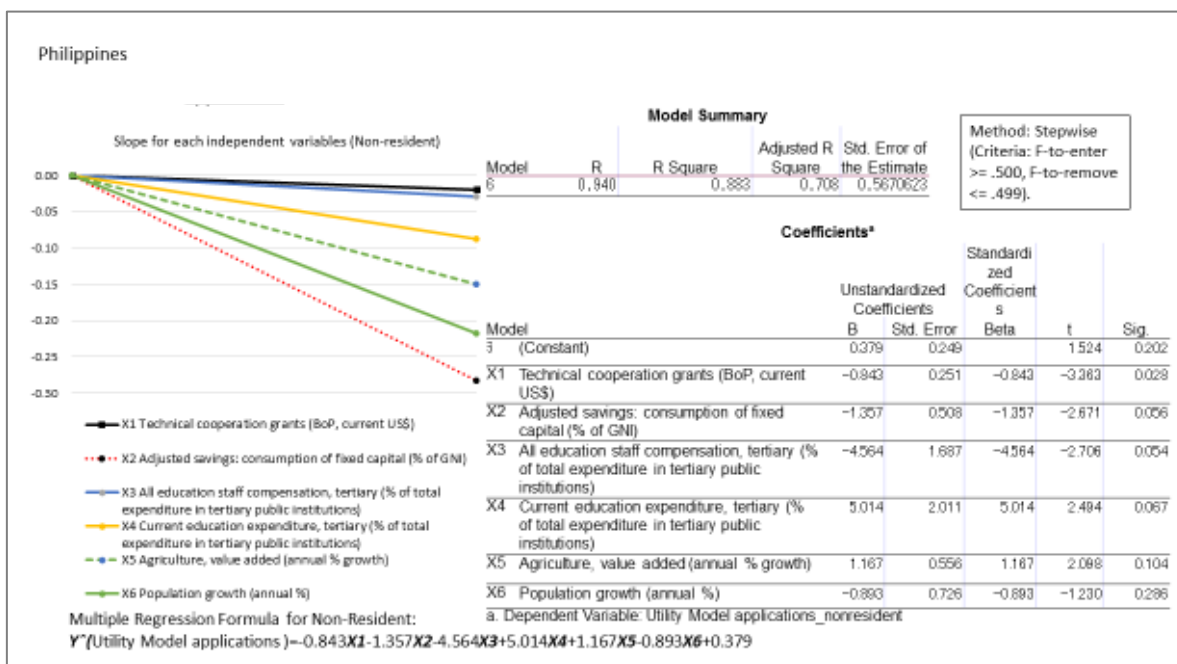 Philippines
Slope for each independent variables (Non-resident)
0.00
-0.05
-0.10
-0.15
-0.20
-0.25
-0.30
X1 Technical cooperation grants (BoP, current US$)
X2 Adjusted savings: consumption of fixed capital (% of GNI)
X3 All education staff compensation, tertiary (% of total
expenditure in tertiary public institutions)
X4 Current education expenditure, tertiary (% of total
expenditure in tertiary public institutions)
X5 Agriculture, value added (annual % growth)
X6 Population growth (annual %)
Model Summary
Adjusted R Std. Error of
Model R R Square Square the Estimate
6 0.940 0.883 0.708 0.5670623
Method: Stepwise
(Criteria: F-to-enter
>= .500, F-to-remove
<= .499).
Coefficientsª
Standardi
zed
Unstandardized Coefficient
Coefficients s
Model B Std. Error Beta t Sig.
(Constant) 0.379 0.249 1.524 0.202
X1 Technical cooperation grants (BoP, current −0.843 0.251 −0.843 −3.363 0.028
US$)
X2 Adjusted savings: consumption of fixed −1.357 0.508 −1.357 −2.671 0.056
capital (% of GNI)
X3 All education staff compensation, tertiary (% −4.564 1.687 −4.564 −2.706 0.054
of total expenditure in tertiary public
institutions)
X4 Current education expenditure, tertiary (% 5.014 2.011 5.014 2.494 0.067
of total expenditure in tertiary public
institutions)
X5 Agriculture, value added (annual % growth) 1.167 0.556 1.167 2.098 0.104
X6 Population growth (annual %) −0.893 0.726 −0.893 −1.230 0.286
a. Dependent Variable: Utility Model applications_nonresident
Multiple Regression Formula for Non-Resident:
Yˆ(Utility Model applications )=-0.843X1-1.357X2-4.564X3+5.014X4+1.167X5-0.893X6+0.379